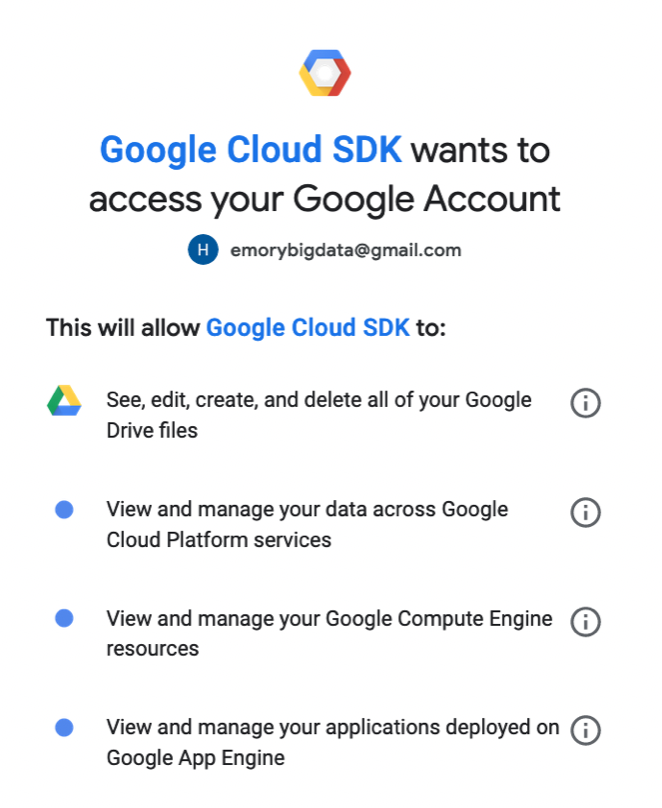 Google Cloud SDK wants to
access your Google Account
H emorybigdata@gmail.com
This will allow Google Cloud SDK to:
See, edit, create, and delete all of your Google
Drive files
View and manage your data across Google
Cloud Platform services
View and manage your Google Compute Engine
resources
View and manage your applications deployed on
Google App Engine